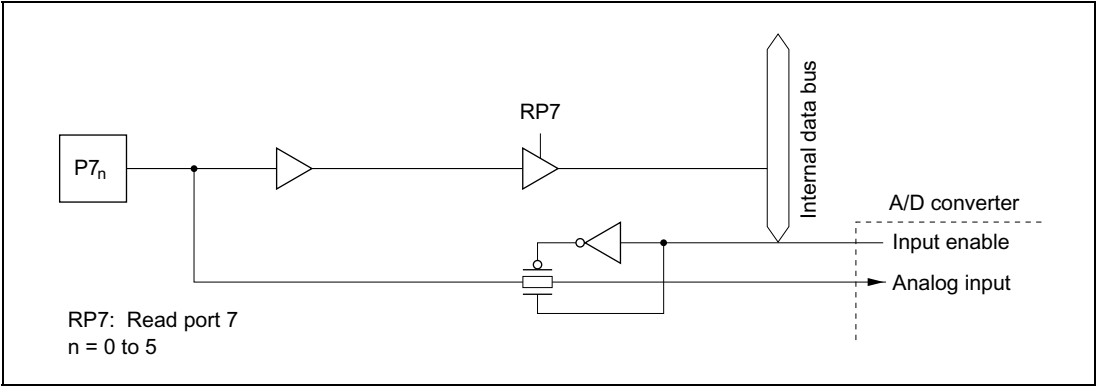 RP7
P7n
Internal data bus
A/D converter
Input enable
Analog input
RP7: Read port 7
n = 0 to 5